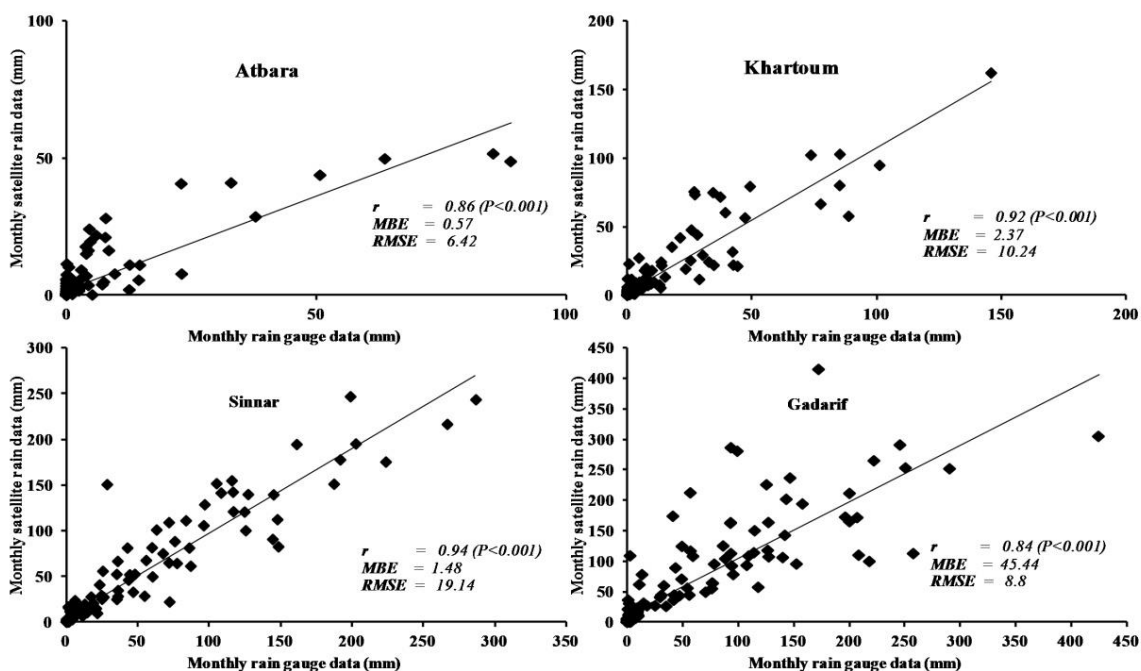 100
Atbara
50
r = 0.86 (P<0.001)
MBE = 0.57
RMSE = 6.42
0
0 50 100
Monthly rain gauge data (mm)
Monthly satellite rain data (mm)
200
Khartoum
150
100
50
r = 0.92 (P<0.001)
MBE = 2.37
RMSE = 10.24
0
0 50 100 150 200
Monthly rain gauge data (mm)
Monthly satellite rain data (mm)
300
250
Sinnar
200
150
100
50
r = 0.94 (P<0.001)
MBE = 1.48
RMSE = 19.14
0
0 50 100 150 200 250 300 350
Monthly rain gauge data (mm)
Monthly satellite rain data (mm)
450
400
350
Gadarif
300
250
200
150
100
50
r = 0.84 (P<0.001)
MBE = 45.44
RMSE = 8.8
0
0 50 100 150 200 250 300 350 400 450
Monthly rain gauge data (mm)
Monthly satellite rain data (mm)